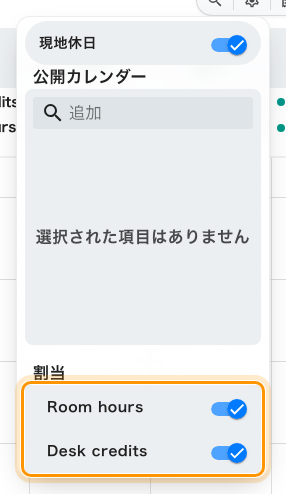 現地休日
公開カレンダー
追加
選択された項目はありません
割当
Room hours
Desk credits